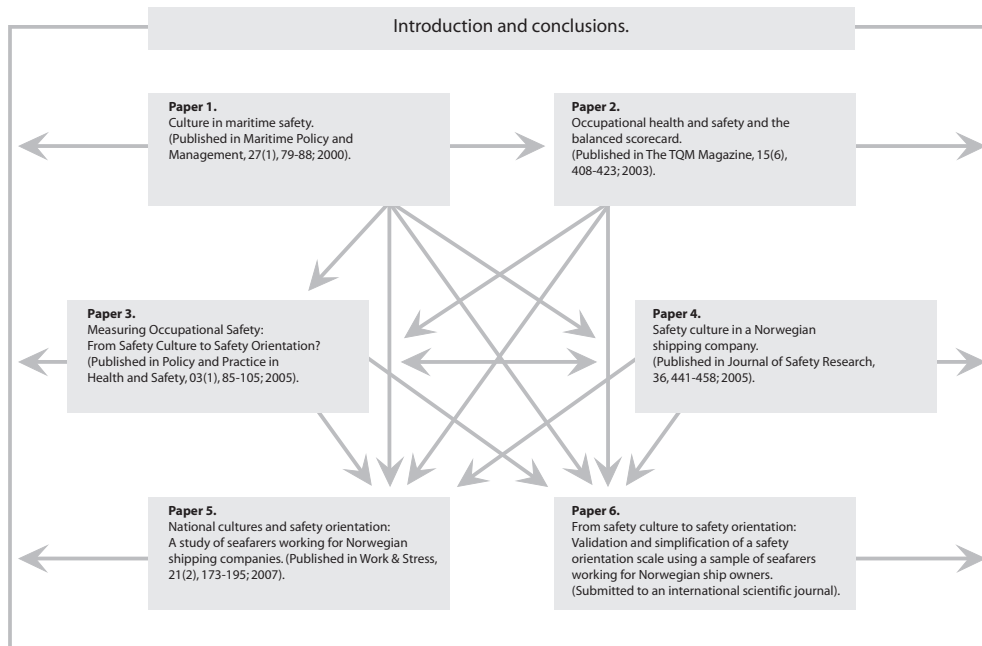 Introduction and conclusions.
Paper 1.
Culture in maritime safety.
(Published in Maritime Policy and
Management, 27(1), 79-88; 2000).
Paper 2.
Occupational health and safety and the
balanced scorecard.
(Published in The TQM Magazine, 15(6),
408-423; 2003).
Paper 3.
Measuring Occupational Safety:
From Safety Culture to Safety Orientation?
(Published in Policy and Practice in
Health and Safety, 03(1), 85-105; 2005).
Paper 4.
Safety culture in a Norwegian
shipping company.
(Published in Journal of Safety Research,
36, 441-458; 2005).
Paper 5.
National cultures and safety orientation:
A study of seafarers working for Norwegian
shipping companies. (Published in Work & Stress,
21(2), 173-195; 2007).
Paper 6.
From safety culture to safety orientation:
Validation and simplification of a safety
orientation scale using a sample of seafarers
working for Norwegian ship owners.
(Submitted to an international scientific journal).